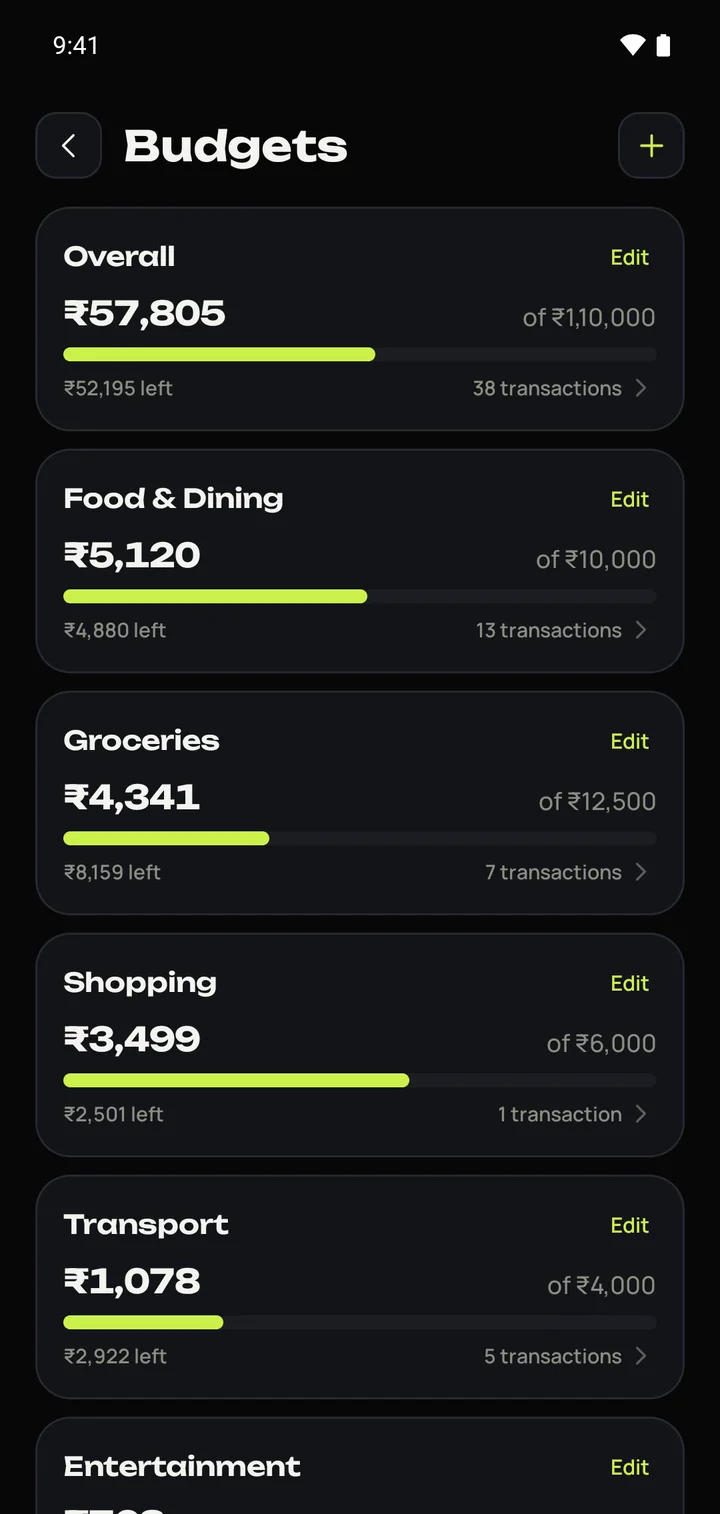 9:41
Budgets
Overall Edit
₹57,805 of ₹1,10,000
₹52,195 left 38 transactions
Food & Dining Edit
₹5,120 of ₹10,000
₹4,880 left 13 transactions
Groceries Edit
₹4,341 of ₹12,500
₹8,159 left 7 transactions
Shopping Edit
₹3,499 of ₹6,000
₹2,501 left 1 transaction
Transport Edit
₹1,078 of ₹4,000
₹2,922 left 5 transactions
Entertainment Edit